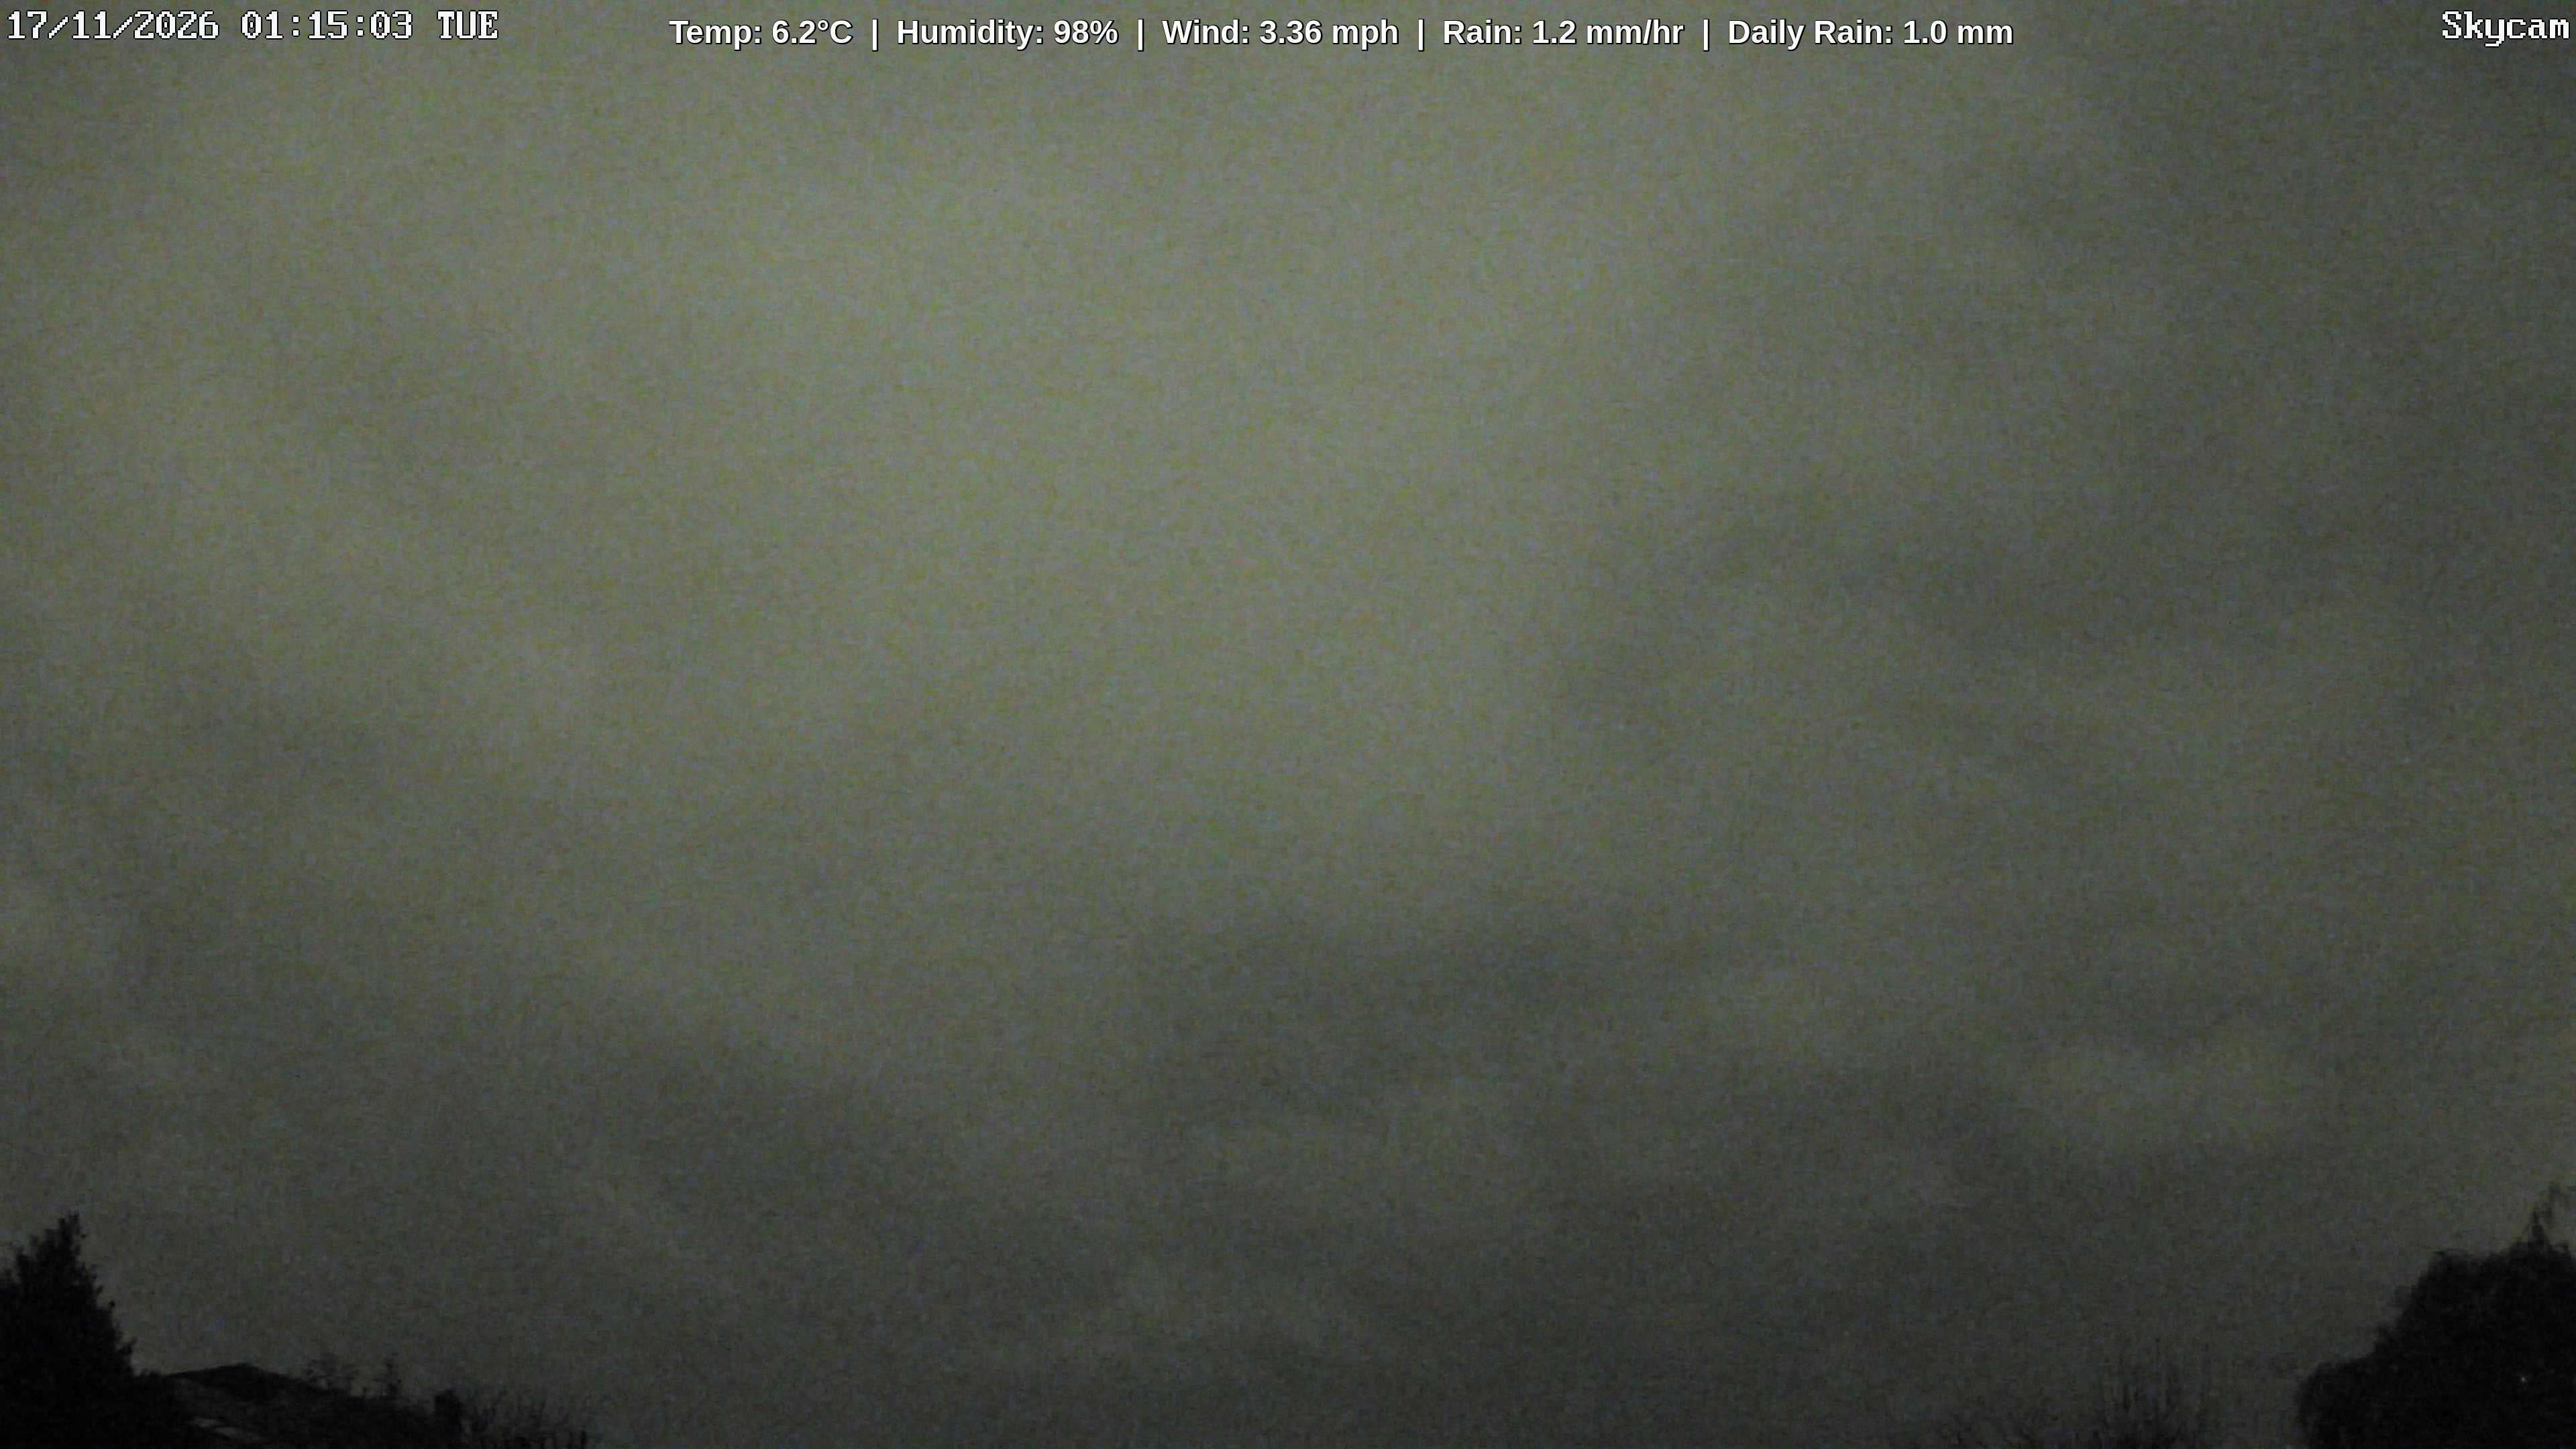 17/11/2026 01:15:03 TUE
Temp: 6.2°C | Humidity: 98% | Wind: 3.36 mph | Rain: 1.2 mm/hr | Daily Rain: 1.0 mm
Skycam